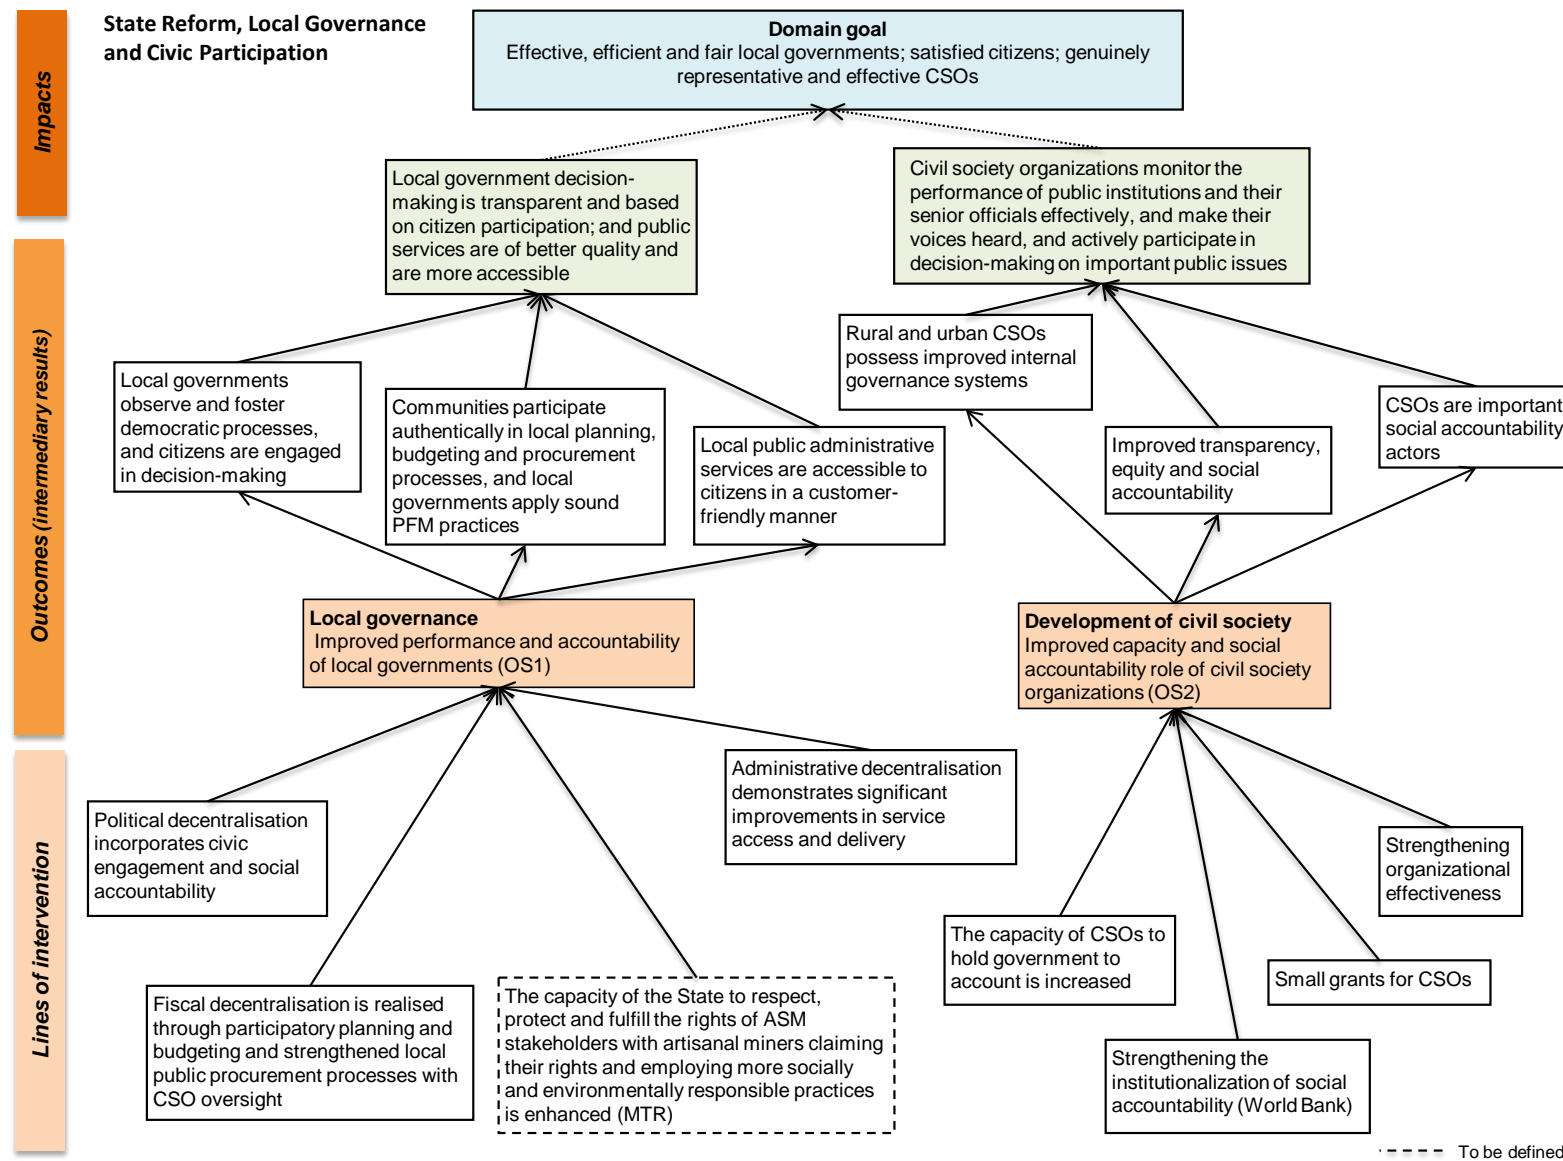 State Reform, Local Governance
and Civic Participation
Impacts
Domain goal
Effective, efficient and fair local governments; satisfied citizens; genuinely
representative and effective CSOs
Local government decision-
making is transparent and based
on citizen participation; and public
services are of better quality and
are more accessible
Civil society organizations monitor the
performance of public institutions and their
senior officials effectively, and make their
voices heard, and actively participate in
decision-making on important public issues
Outcomes (intermediary results)
Local governments
observe and foster
democratic processes,
and citizens are engaged
in decision-making
Communities participate
authentically in local planning,
budgeting and procurement
processes, and local
governments apply sound
PFM practices
Local public administrative
services are accessible to
citizens in a customer-
friendly manner
Rural and urban CSOs
possess improved internal
governance systems
Improved transparency,
equity and social
accountability
CSOs are important
social accountability
actors
Local governance
Improved performance and accountability
of local governments (OS1)
Development of civil society
Improved capacity and social
accountability role of civil society
organizations (OS2)
Lines of intervention
Political decentralisation
incorporates civic
engagement and social
accountability
Fiscal decentralisation is realised
through participatory planning and
budgeting and strengthened local
public procurement processes with
CSO oversight
The capacity of the State to respect,
protect and fulfill the rights of ASM
stakeholders with artisanal miners claiming
their rights and employing more socially
and environmentally responsible practices
is enhanced (MTR)
Administrative decentralisation
demonstrates significant
improvements in service
access and delivery
The capacity of CSOs to
hold government to
account is increased
Strengthening the
institutionalization of social
accountability (World Bank)
Small grants for CSOs
Strengthening
organizational
effectiveness
To be defined